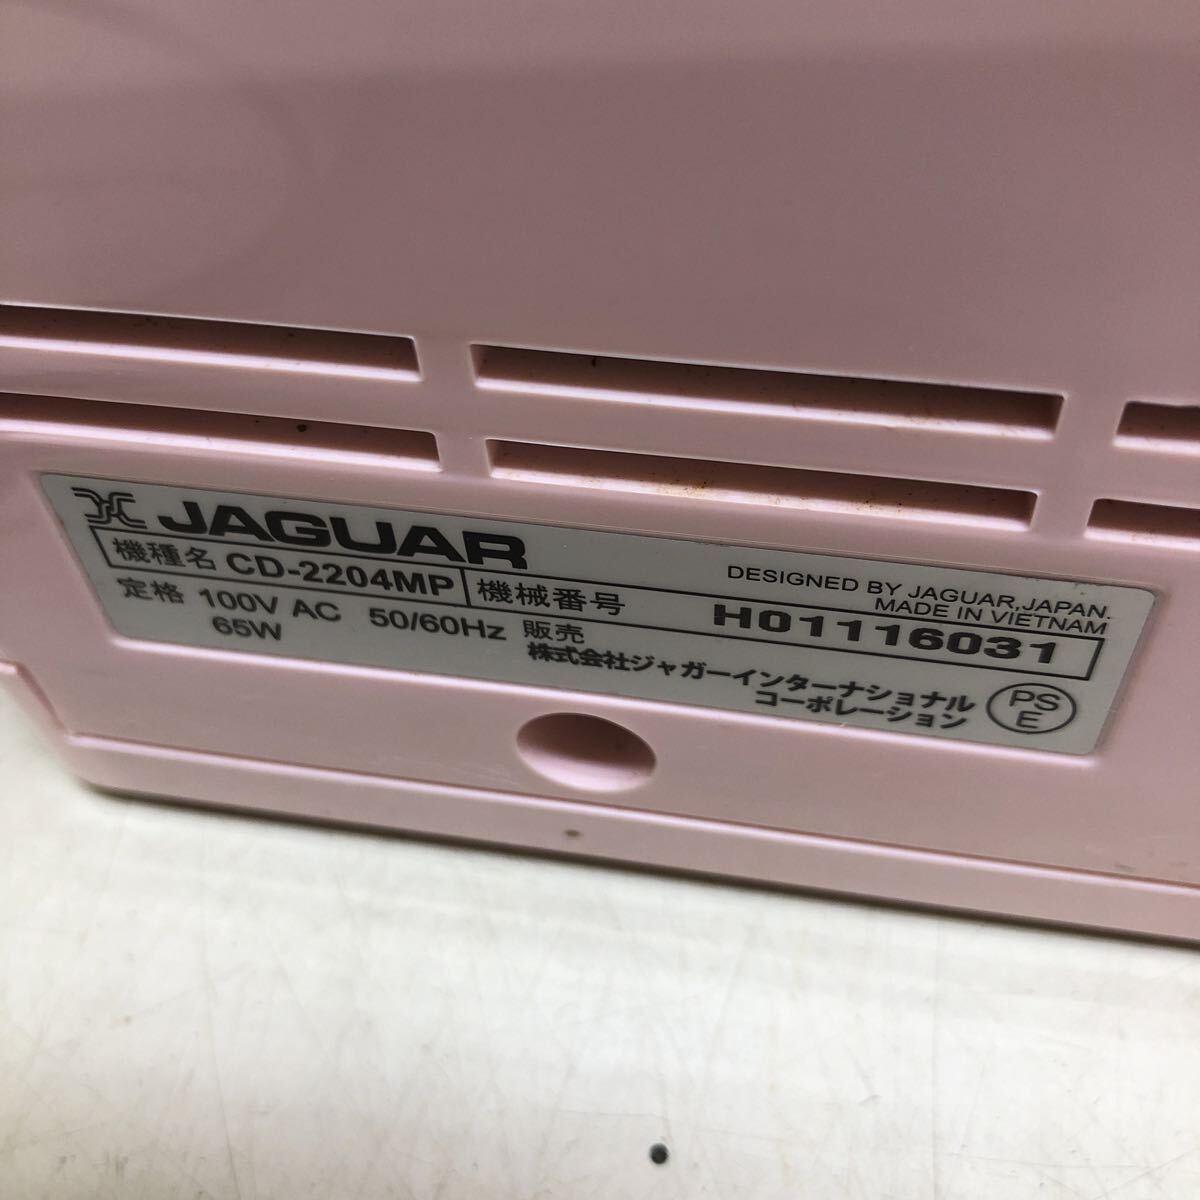 JAGUAR
DESIGNED BY JAGUAR,JAPAN.
MADE IN VIETNAM
機種名 CD-2204MP 機械番号 H01116031
定格 100V AC 50/60Hz 販売
65W
株式会社ジャガーインターナショナル
コーポレーション
PS
E